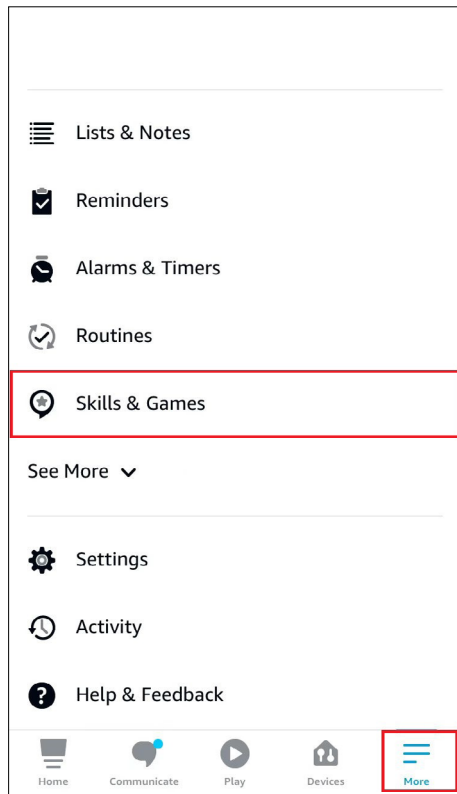 Lists & Notes
Reminders
Alarms & Timers
Routines
Skills & Games
See More
Settings
Activity
Help & Feedback
Home Communicate Play Devices More